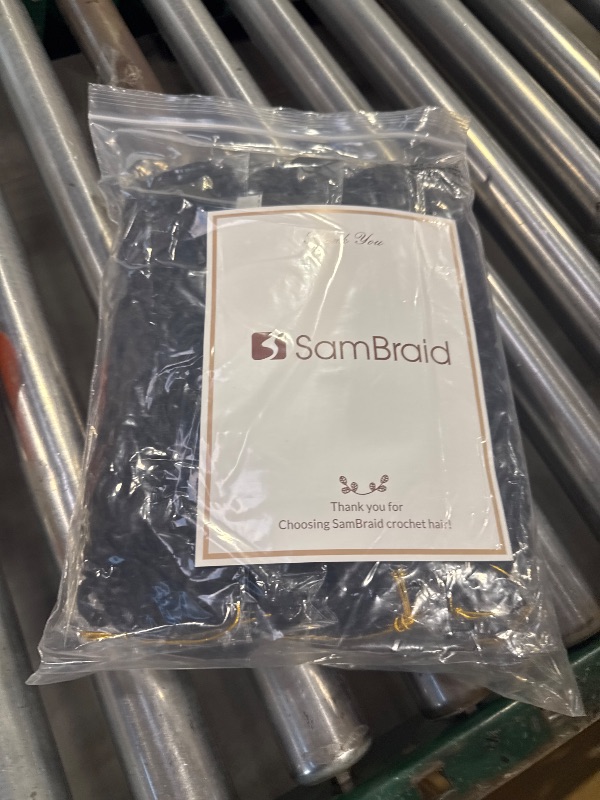 You
SamBraid
Thank you for
Choosing SamBraid crochet hair!